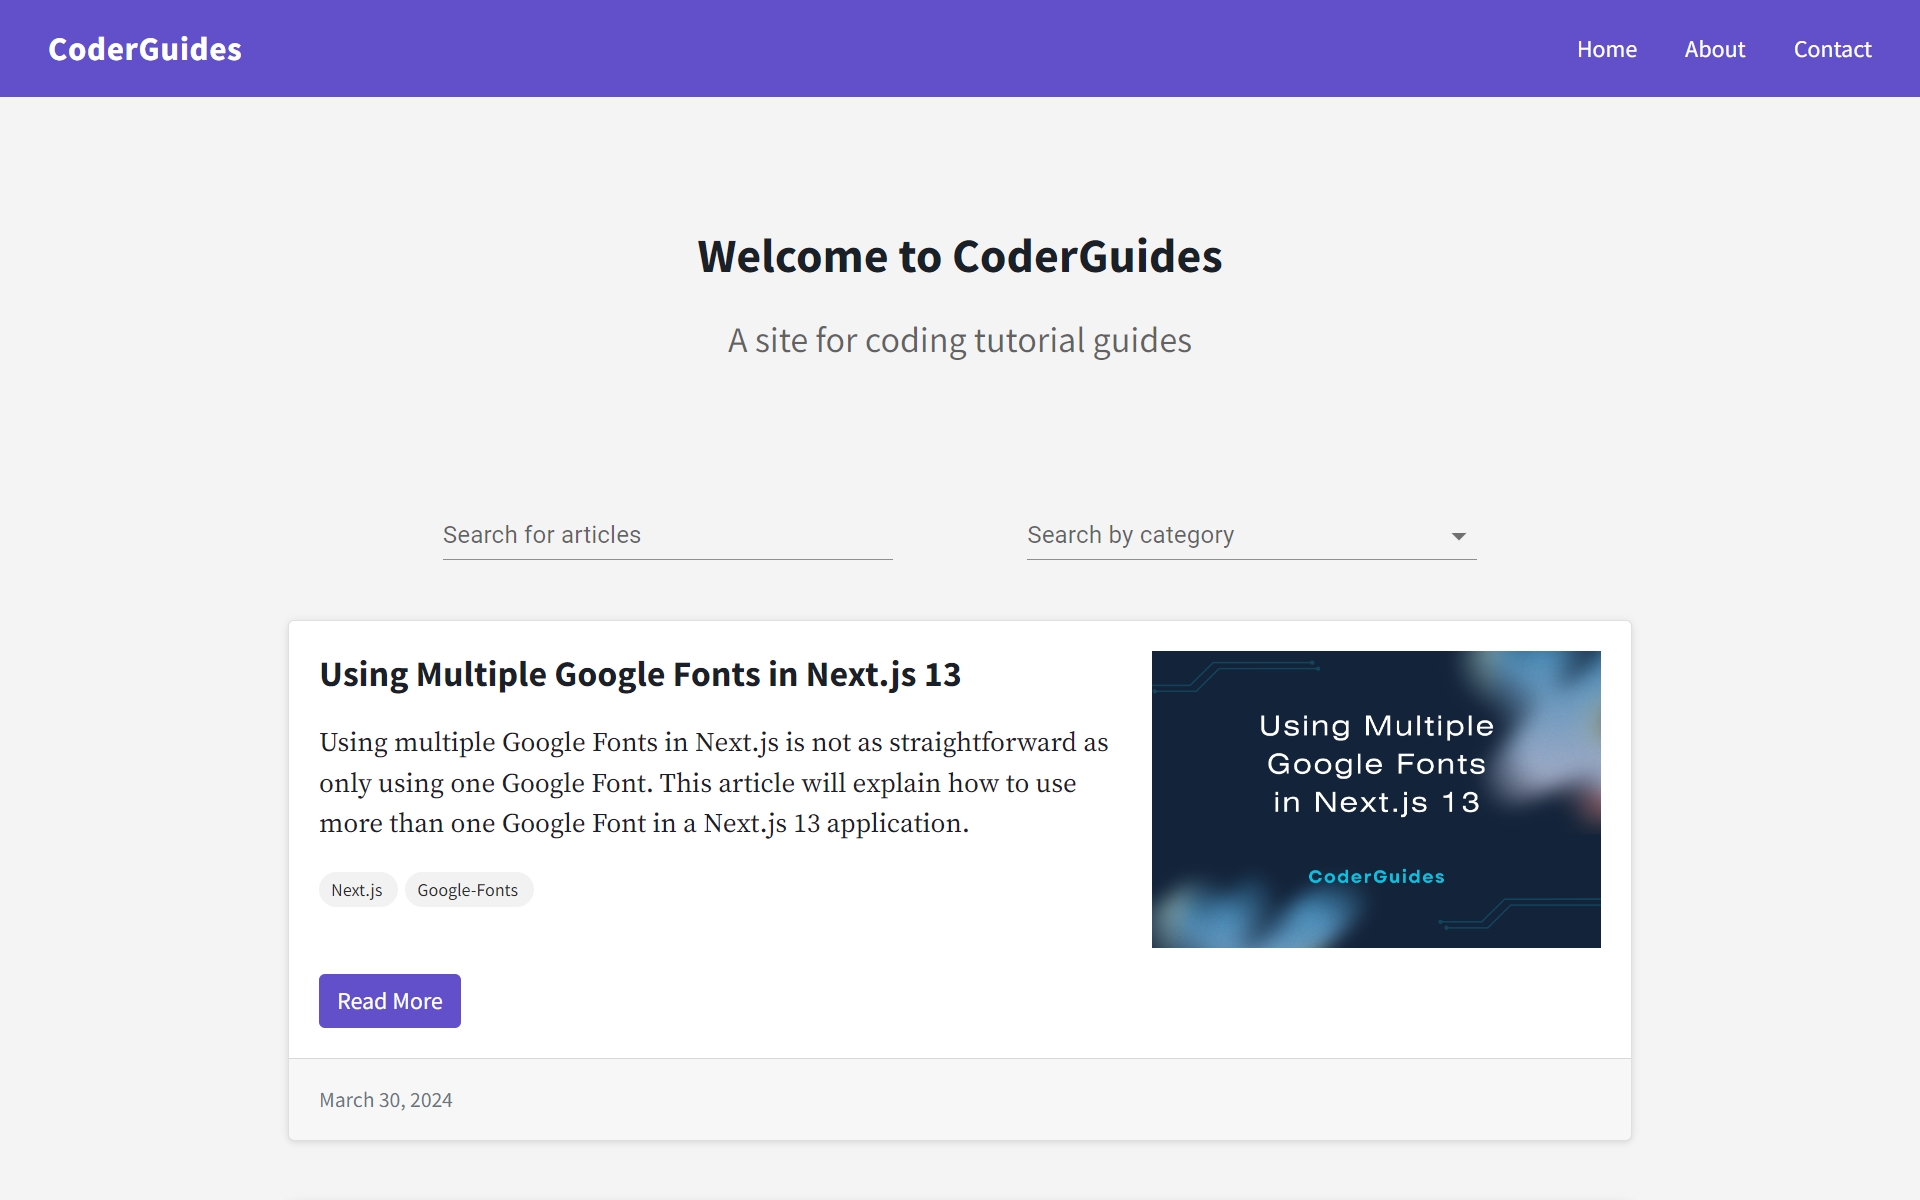 CoderGuides
Home About Contact
Welcome to CoderGuides
A site for coding tutorial guides
Search for articles
Search by category
Using Multiple Google Fonts in Next.js 13
Using multiple Google Fonts in Next.js is not as straightforward as
only using one Google Font. This article will explain how to use
more than one Google Font in a Next.js 13 application.
Next.js Google-Fonts
Read More
Using Multiple
Google Fonts
in Next.js 13
CoderGuides
March 30, 2024